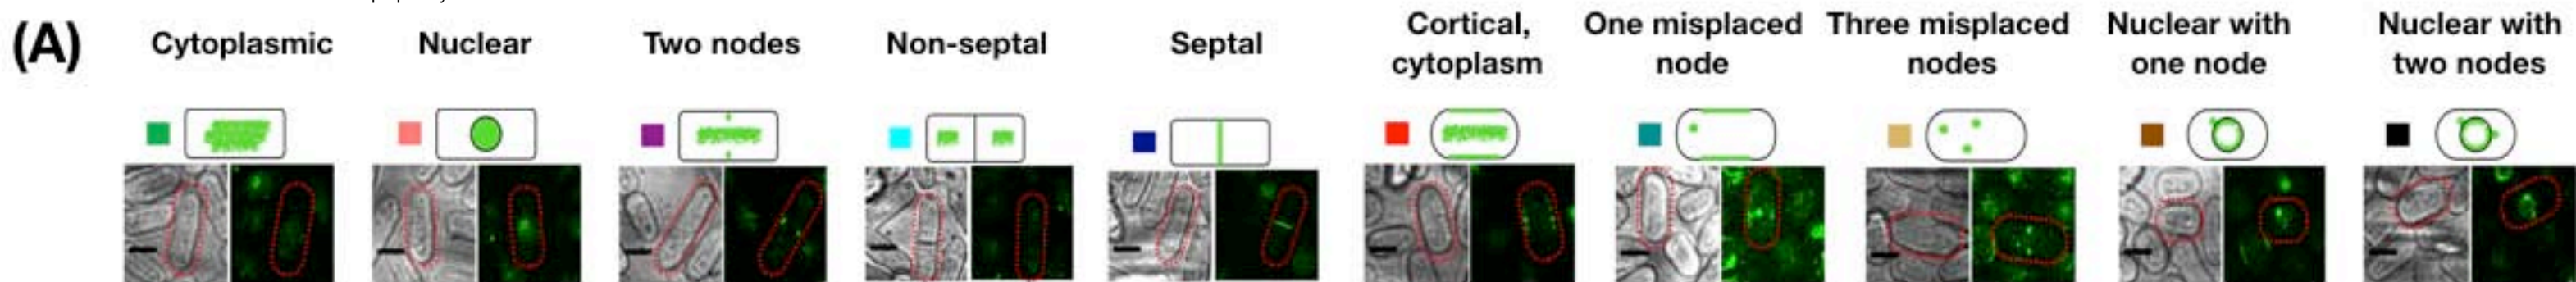 (A)
Cytoplasmic
Nuclear
Two nodes
Non-septal
Septal
Cortical,
cytoplasm
One misplaced
node
Three misplaced
nodes
Nuclear with
one node
Nuclear with
two nodes